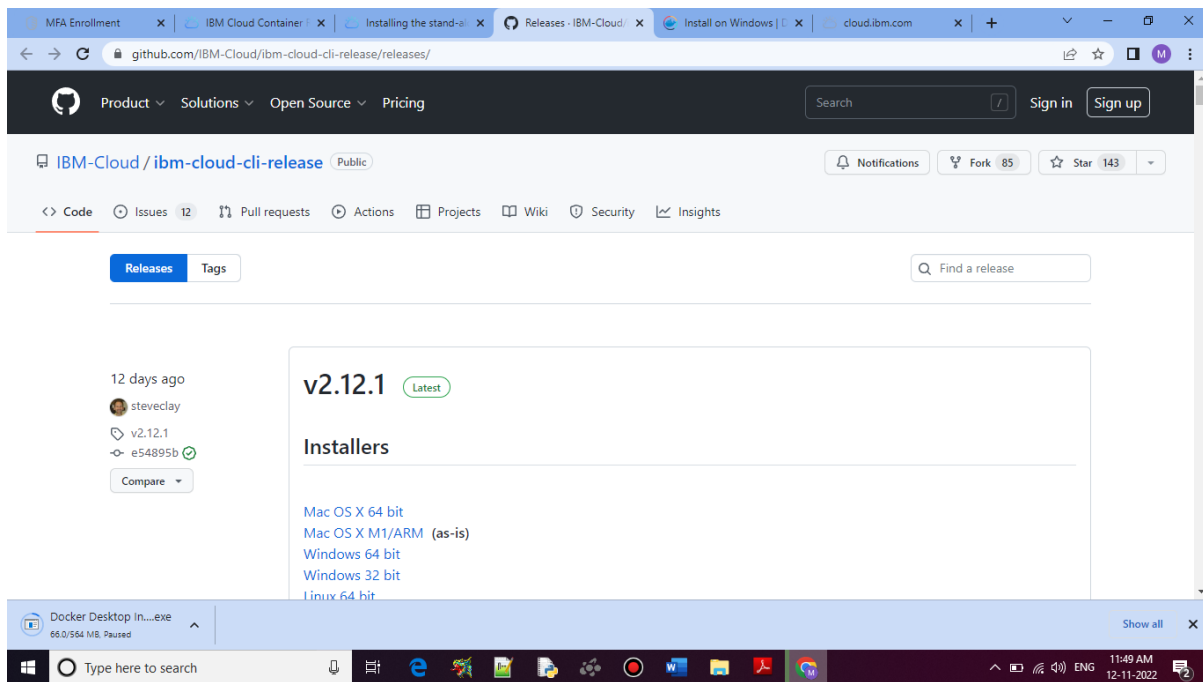 MFA Enrollment
IBM Cloud Container
Installing the stand-al
Releases · IBM-Cloud/
Install on Windows | D
cloud.ibm.com
github.com/IBM-Cloud/ibm-cloud-cli-release/releases/
M
Product Solutions Open Source Pricing
Search /
Sign in Sign up
IBM-Cloud / ibm-cloud-cli-release Public
Notifications Fork 85 Star 143
<> Code Issues 12 Pull requests Actions Projects Wiki Security Insights
Releases Tags
Find a release
12 days ago
steveclay
v2.12.1
e54895b
Compare
v2.12.1 Latest
Installers
Mac OS X 64 bit
Mac OS X M1/ARM (as-is)
Windows 64 bit
Windows 32 bit
Linux 64 bit
Docker Desktop In....exe
66.0/564 MB, Paused
Show all
Type here to search
ENG
11:49 AM
12-11-2022
2